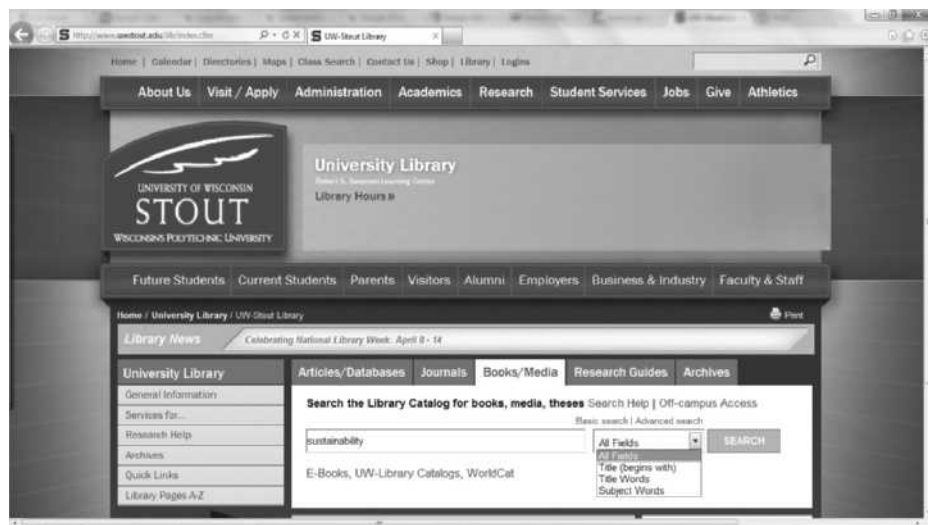 UW-Stout Library
Home | Calendar | Directories | Maps | Class Search | Contact Us | Shop | Library | Logins
About Us Visit / Apply Administration Academics Research Student Services Jobs Give Athletics
University Library
Library Hours »
UNIVERSITY OF WISCONSIN
STOUT
WISCONSIN'S POLYTECHNIC UNIVERSITY
Future Students Current Students Parents Visitors Alumni Employers Business & Industry Faculty & Staff
Home / University Library / UW-Stout Library Print
Library News Celebrating National Library Week: April 8 - 14
University Library
General Information
Services for...
Research Help
Archives
Quick Links
Library Pages A-Z
Articles/Databases Journals Books/Media Research Guides Archives
Search the Library Catalog for books, media, theses Search Help | Off-campus Access
Basic search | Advanced search
sustainability All Fields SEARCH
All Fields
Title (begins with)
Title Words
Subject Words
E-Books, UW-Library Catalogs, WorldCat